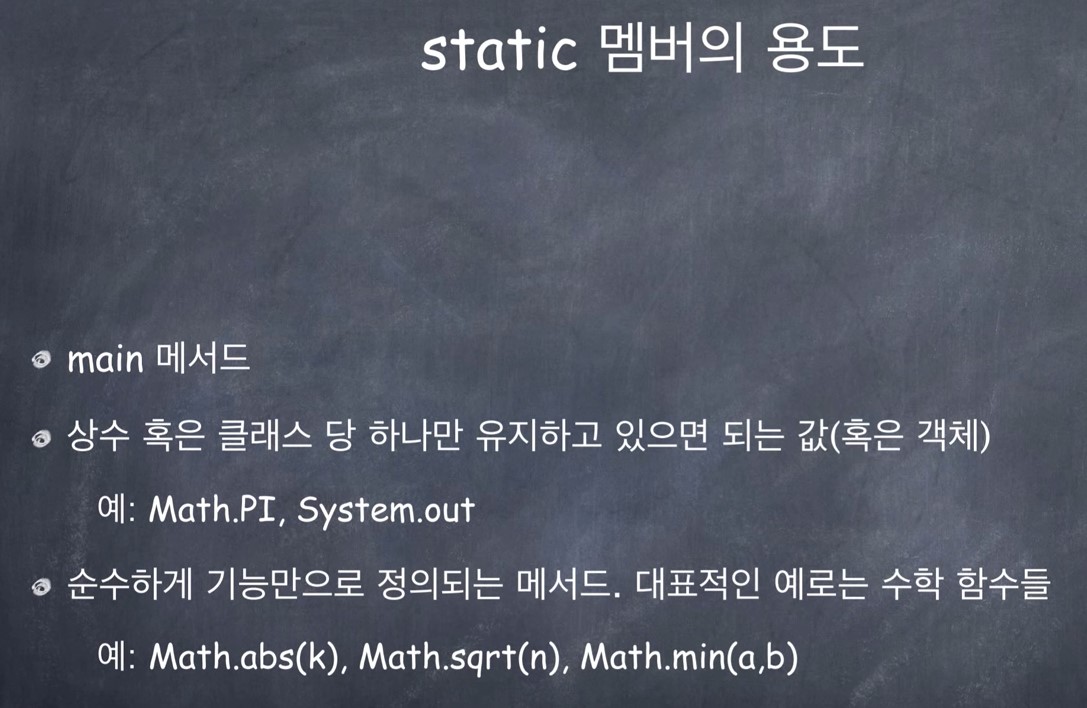 static 멤버의 용도
main 메서드
상수 혹은 클래스 당 하나만 유지하고 있으면 되는 값(혹은 객체)
예: Math.PI, System.out
순수하게 기능만으로 정의되는 메서드. 대표적인 예로는 수학 함수들
예: Math.abs(k), Math.sqrt(n), Math.min(a,b)